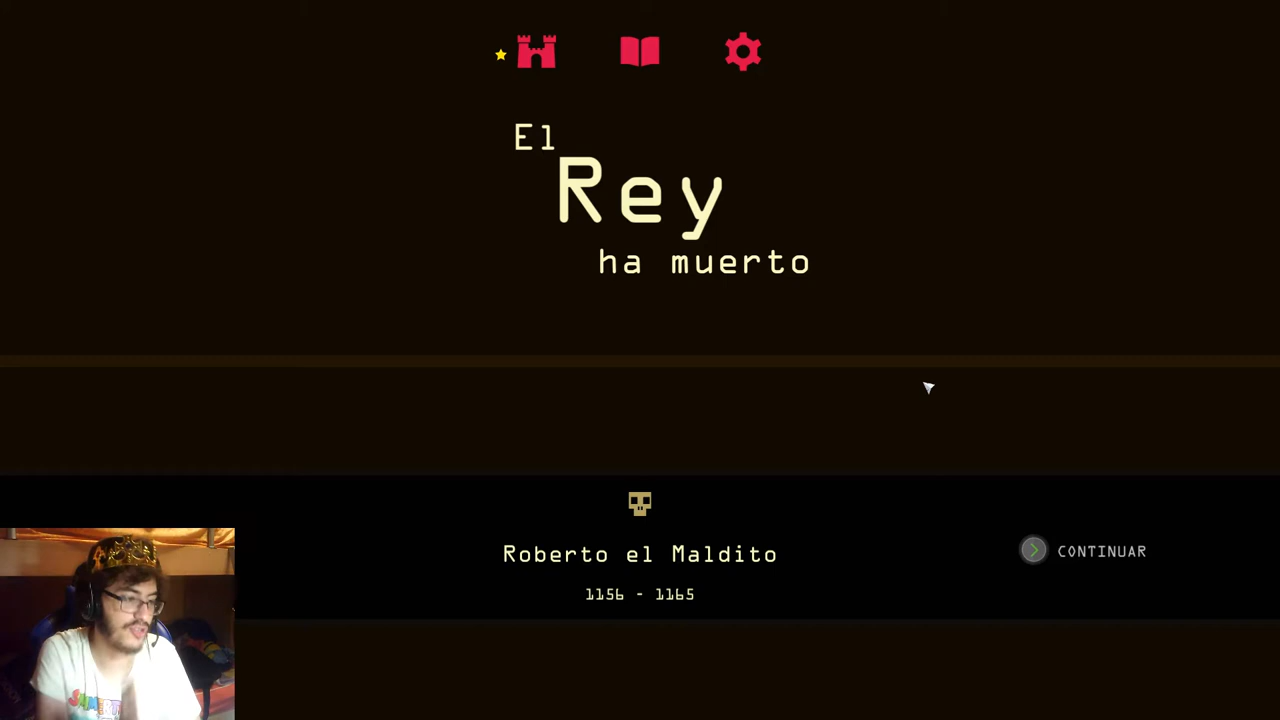 El
Rey
ha muerto
Roberto el Maldito
1156 - 1165
CONTINUAR